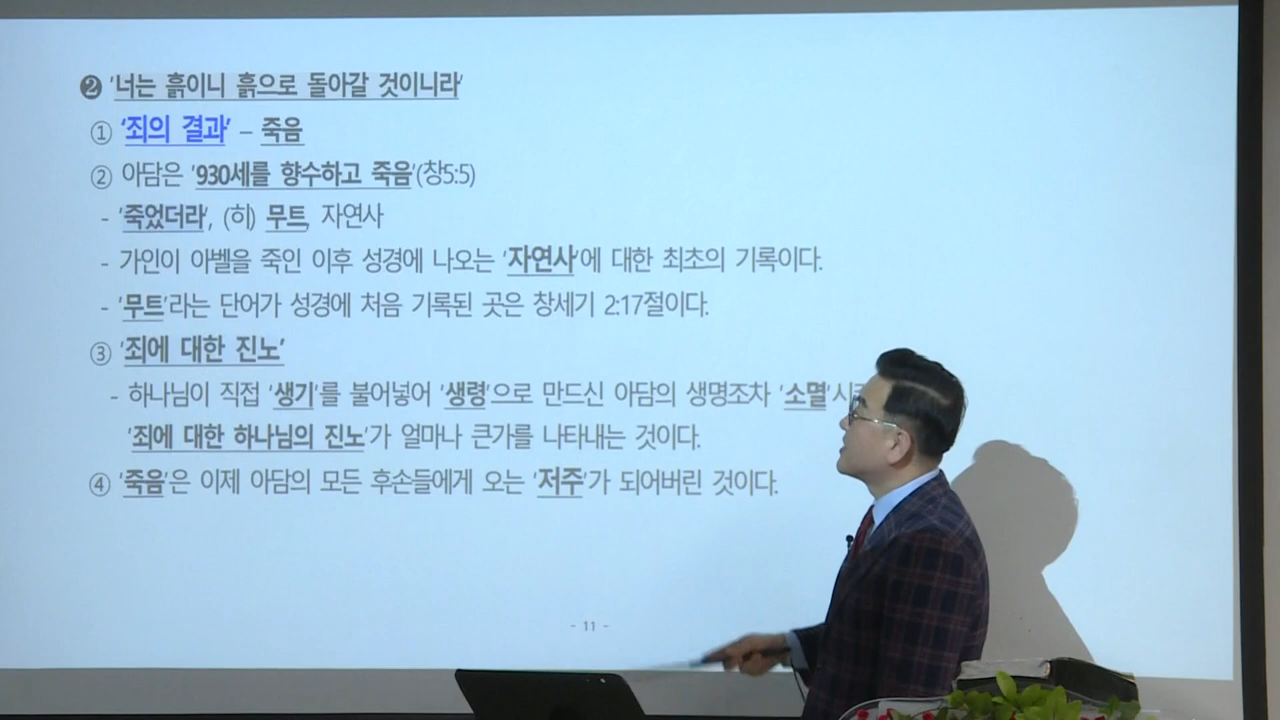 ❷ '너는 흙이니 흙으로 돌아갈 것이니라'
① '죄의 결과' – 죽음
② 아담은 '930세를 향수하고 죽음'(창5:5)
- '죽었더라', (히) 무트, 자연사
- 가인이 아벨을 죽인 이후 성경에 나오는 '자연사'에 대한 최초의 기록이다.
- '무트'라는 단어가 성경에 처음 기록된 곳은 창세기 2:17절이다.
③ '죄에 대한 진노'
- 하나님이 직접 '생기'를 불어넣어 '생령'으로 만드신 아담의 생명조차 '소멸'시
'죄에 대한 하나님의 진노'가 얼마나 큰가를 나타내는 것이다.
④ '죽음'은 이제 아담의 모든 후손들에게 오는 '저주'가 되어버린 것이다.
- 11 -